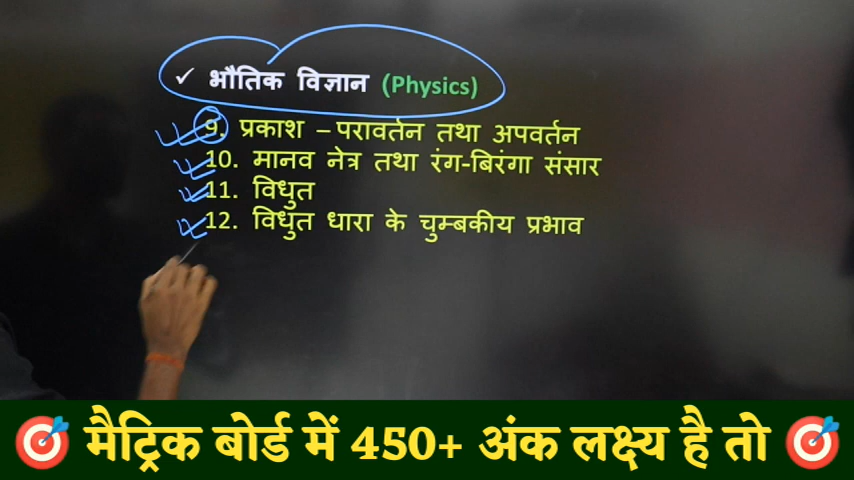 ✓ भौतिक विज्ञान (Physics)
9. प्रकाश – परावर्तन तथा अपवर्तन
10. मानव नेत्र तथा रंग-बिरंगा संसार
11. विधुत
12. विधुत धारा के चुम्बकीय प्रभाव
🎯 मैट्रिक बोर्ड में 450+ अंक लक्ष्य है तो 🎯